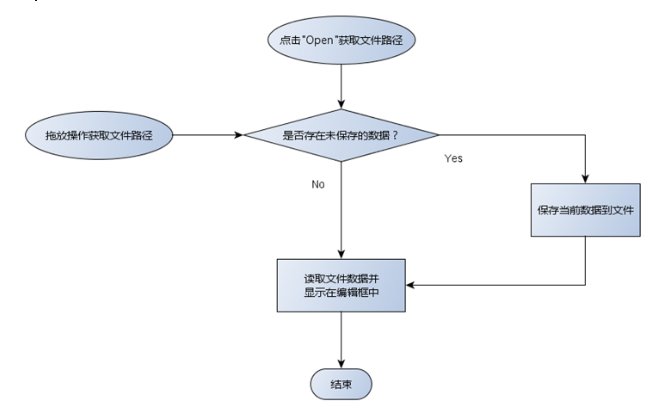 点击"Open"获取文件路径
拖放操作获取文件路径
是否存在未保存的数据？
Yes
No
保存当前数据到文件
读取文件数据并
显示在编辑框中
结束